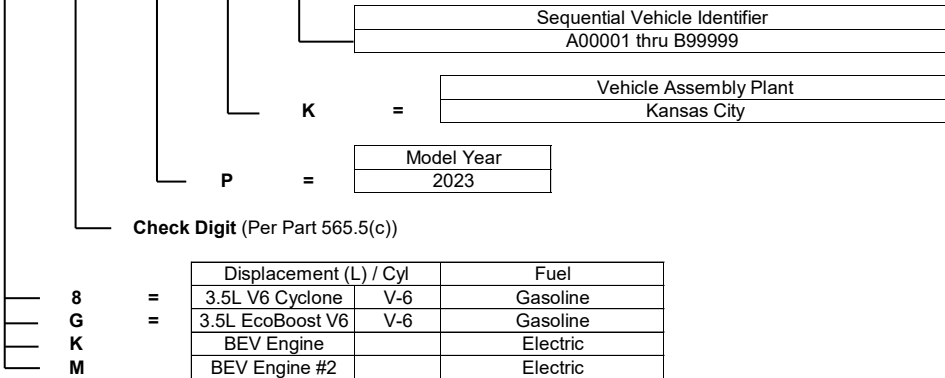 Sequential Vehicle Identifier
A00001 thru B99999
Vehicle Assembly Plant
K = Kansas City
Model Year
P = 2023
Check Digit (Per Part 565.5(c))
Displacement (L) / Cyl Fuel
8 = 3.5L V6 Cyclone V-6 Gasoline
G = 3.5L EcoBoost V6 V-6 Gasoline
K BEV Engine Electric
M BEV Engine #2 Electric